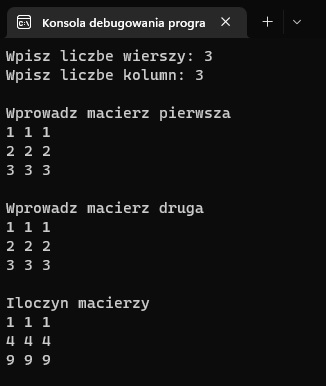 Konsola debugowania progra
Wpisz liczbe wierszy: 3
Wpisz liczbe kolumn: 3
Wprowadz macierz pierwsza
1 1 1
2 2 2
3 3 3
Wprowadz macierz druga
1 1 1
2 2 2
3 3 3
Iloczyn macierzy
1 1 1
4 4 4
9 9 9